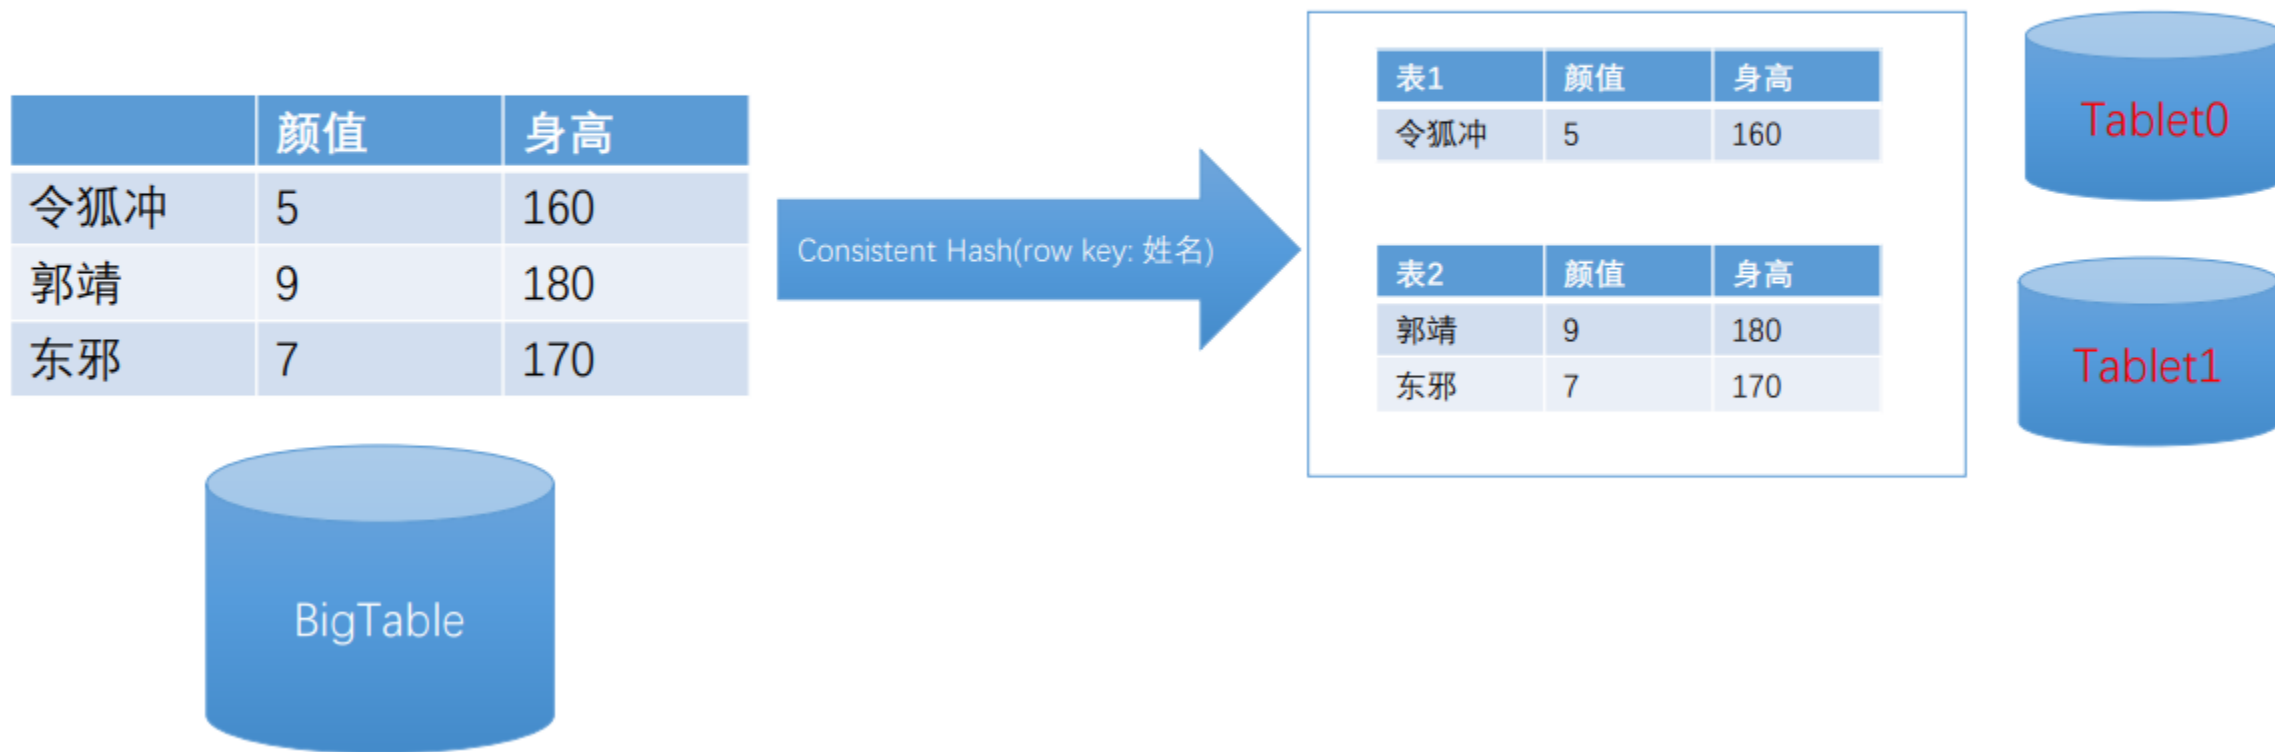 颜值 身高
令狐冲 5 160
郭靖 9 180
东邪 7 170
BigTable
Consistent Hash(row key: 姓名)
表1 颜值 身高
令狐冲 5 160
表2 颜值 身高
郭靖 9 180
东邪 7 170
Tablet0
Tablet1